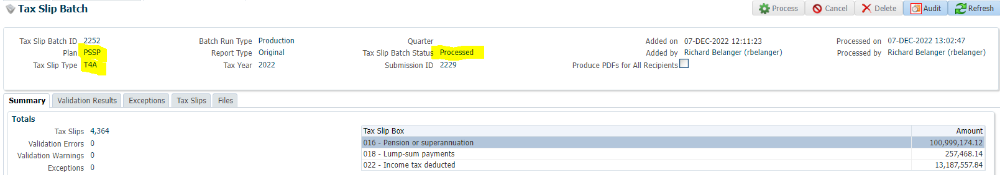 Tax Slip Batch
Process Cancel Delete Audit Refresh
Tax Slip Batch ID 2252 Batch Run Type Production Quarter Added on 07-DEC-2022 12:11:23 Processed on 07-DEC-2022 13:02:47
Plan PSSP Report Type Original Tax Slip Batch Status Processed Added by Richard Belanger (rbelanger) Processed by Richard Belanger (rbelanger)
Tax Slip Type T4A Tax Year 2022 Submission ID 2229 Produce PDFs for All Recipients
Summary Validation Results Exceptions Tax Slips Files
Totals
Tax Slips 4,364 Tax Slip Box Amount
Validation Errors 0 016 - Pension or superannuation 100,999,174.12
Validation Warnings 0 018 - Lump-sum payments 257,468.14
Exceptions 0 022 - Income tax deducted 13,187,557.84